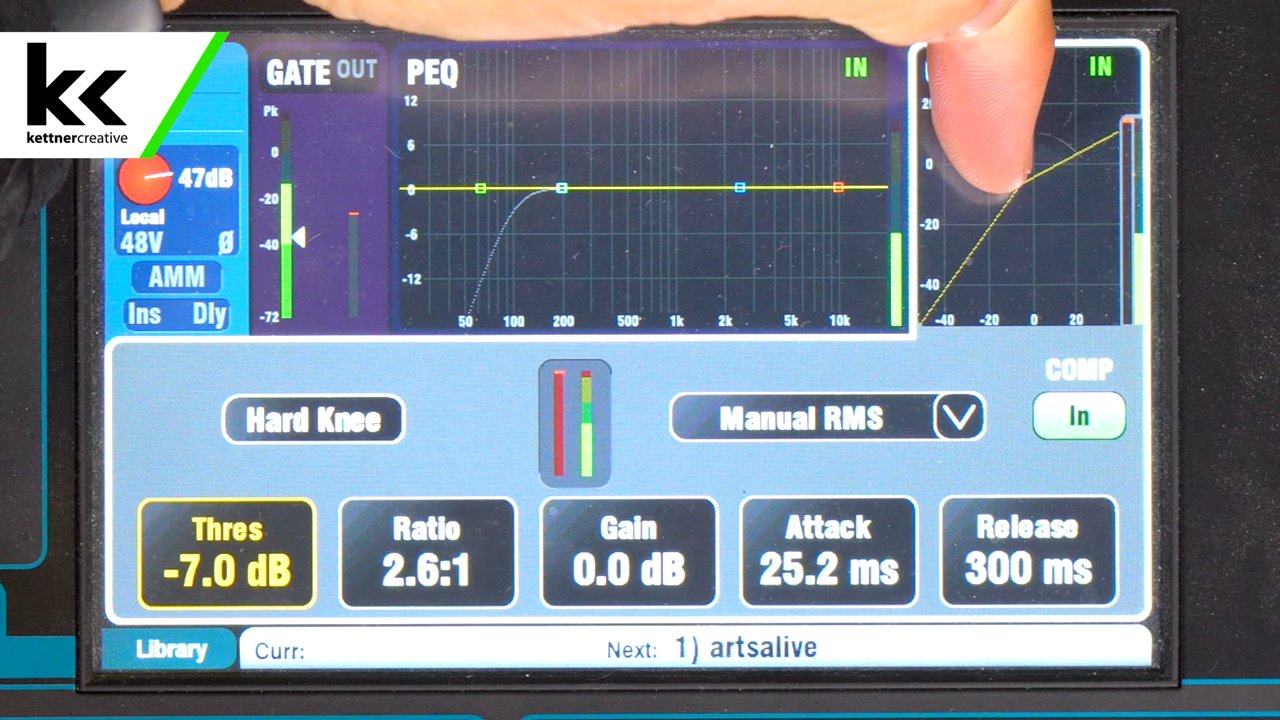 kettnercreative
47dB
Local
48V Ø
AMM
Ins Dly
GATE OUT
Pk
0
-20
-40
-72
PEQ IN
12
6
0
-6
-12
50 100 200 500 1k 2k 5k 10k
IN
0
-20
-40
-40 -20 0 20
COMP
Hard Knee
Manual RMS
In
Thres
-7.0 dB
Ratio
2.6:1
Gain
0.0 dB
Attack
25.2 ms
Release
300 ms
Library
Curr:
Next: 1) artsalive